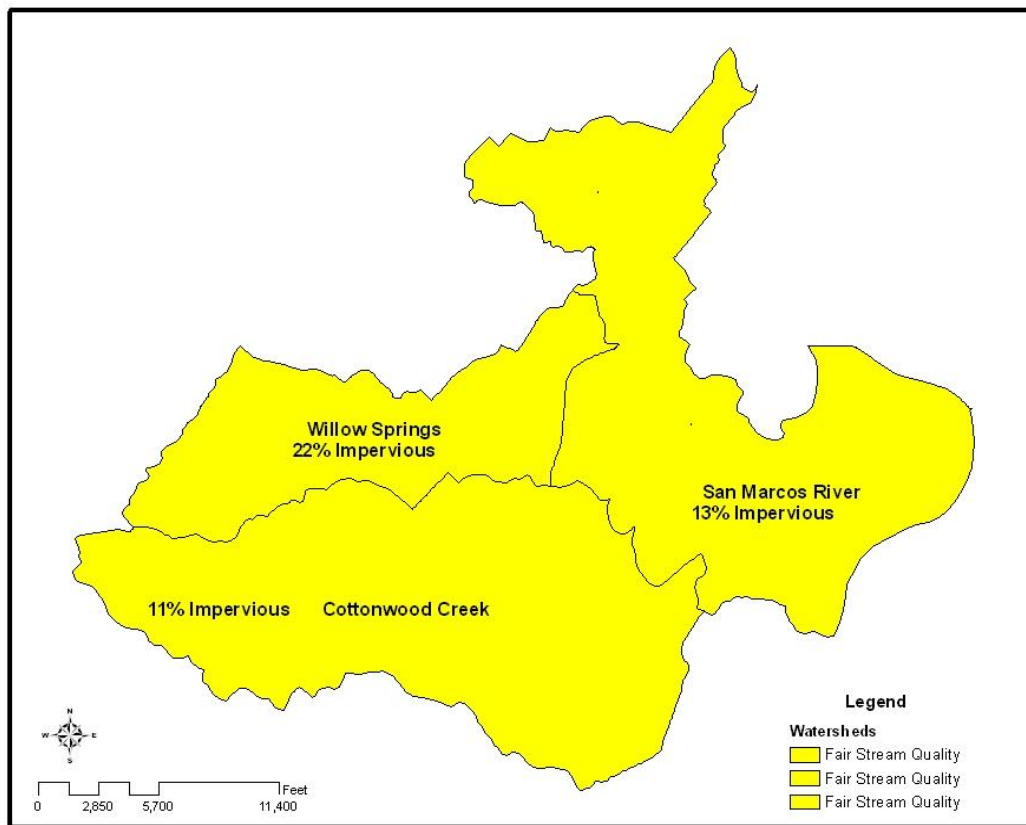 Willow Springs
22% Impervious
San Marcos River
13% Impervious
11% Impervious Cottonwood Creek
Legend
Watersheds
Fair Stream Quality
Fair Stream Quality
Fair Stream Quality
N
W E
S
Feet
0 2,850 5,700 11,400